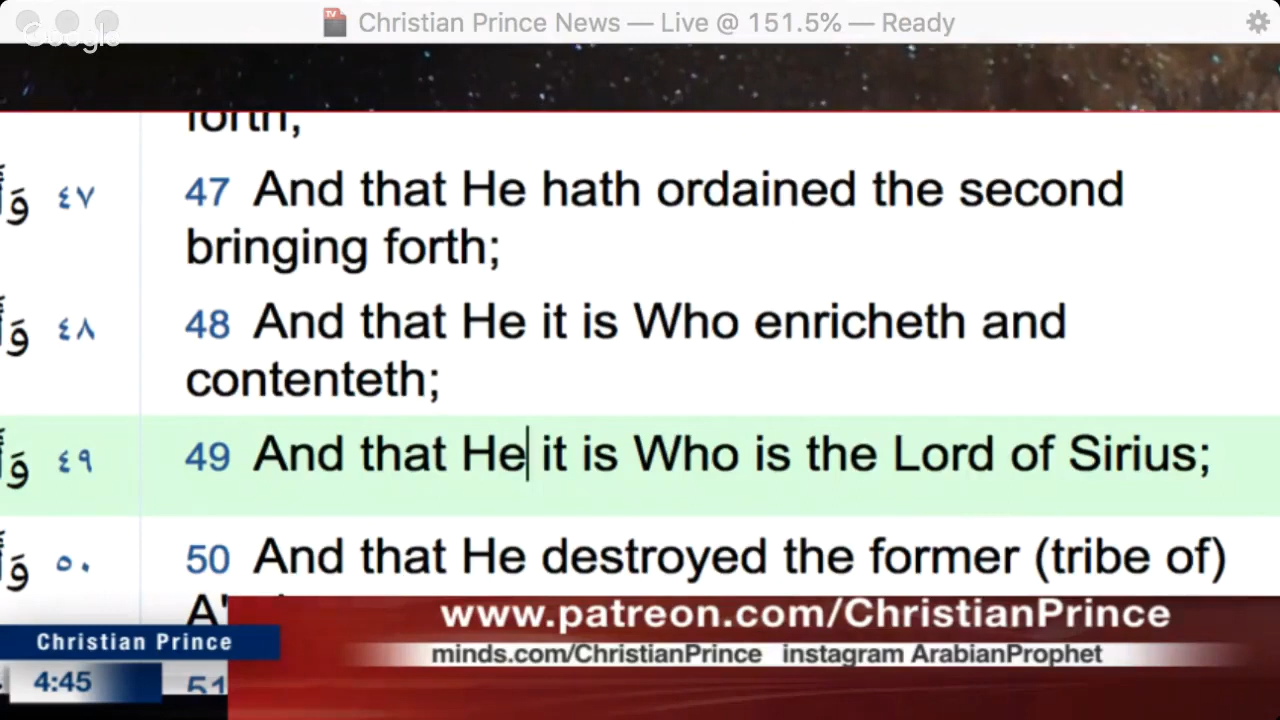 Christian Prince News — Live @ 151.5% — Ready
Google
forth;
٤٧ 47 And that He hath ordained the second
bringing forth;
٤٨ 48 And that He it is Who enricheth and
contenteth;
٤٩ 49 And that He it is Who is the Lord of Sirius;
٥٠ 50 And that He destroyed the former (tribe of)
www.patreon.com/ChristianPrince
Christian Prince
minds.com/ChristianPrince instagram ArabianProphet
4:45
51